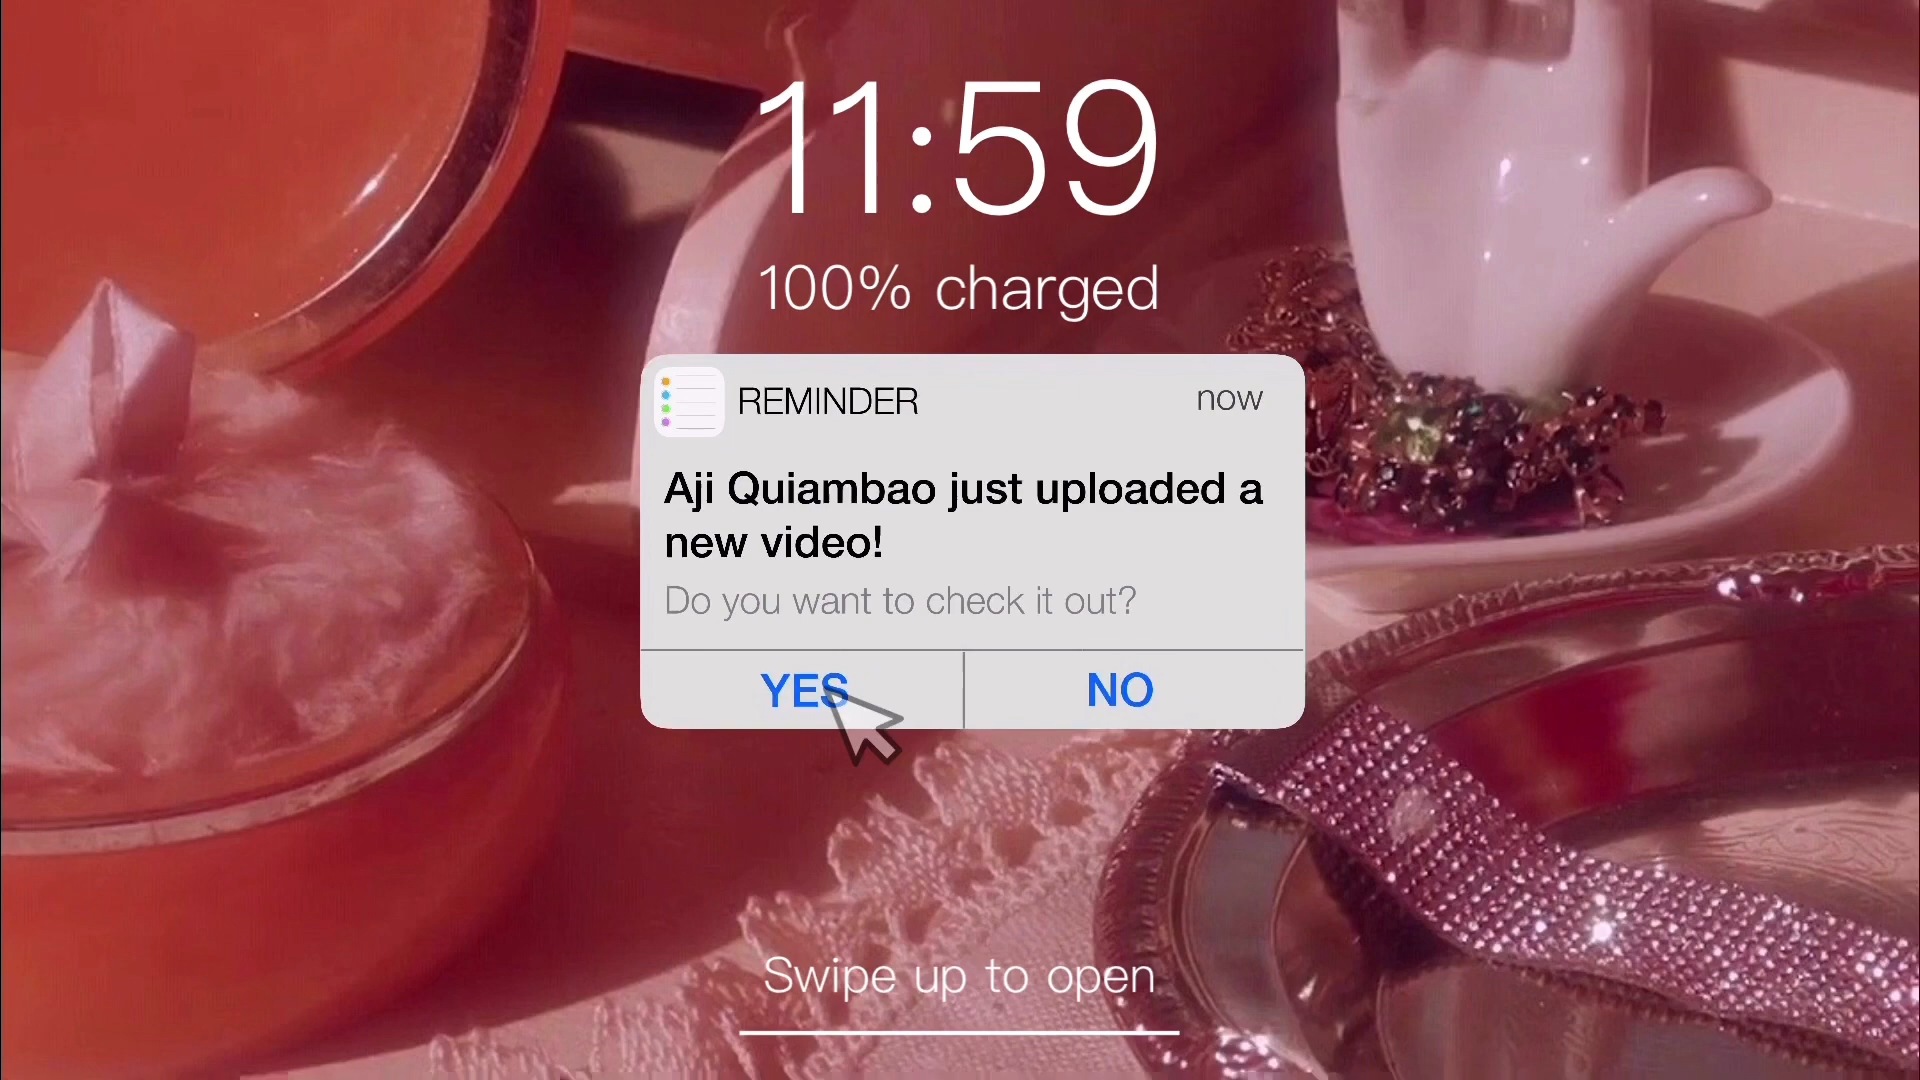 11:59
100% charged
REMINDER now
Aji Quiambao just uploaded a
new video!
Do you want to check it out?
YES NO
Swipe up to open